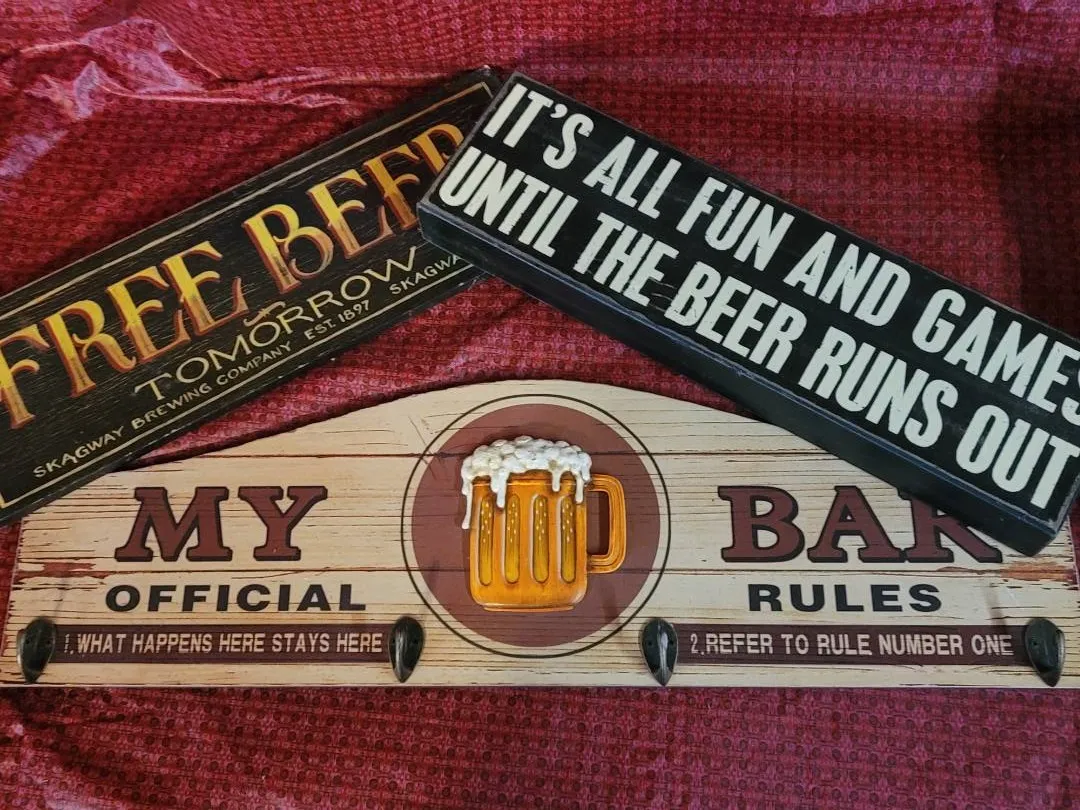 FREE BEER
TOMORROW
SKAGWAY BREWING COMPANY EST. 1897 SKAGWA
IT'S ALL FUN AND GAMES
UNTIL THE BEER RUNS OUT
MY BAR
OFFICIAL RULES
1. WHAT HAPPENS HERE STAYS HERE
2. REFER TO RULE NUMBER ONE